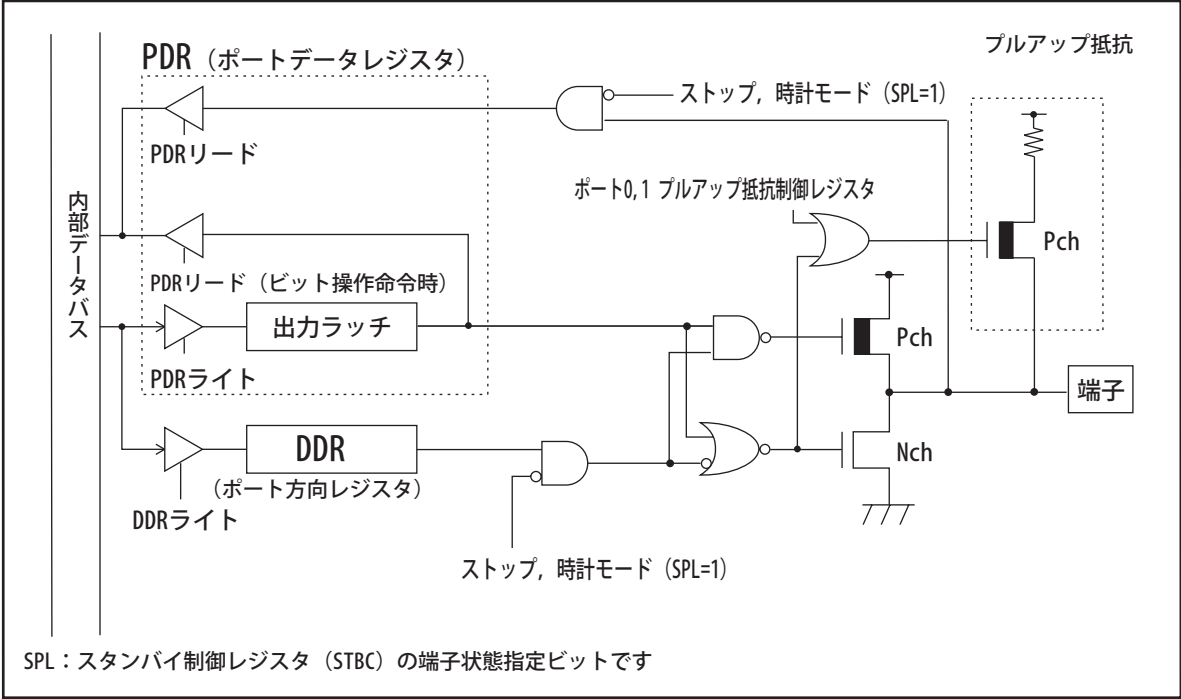 PDR（ポートデータレジスタ）
プルアップ抵抗
ストップ，時計モード（SPL=1）
PDRリード
ポート0,1 プルアップ抵抗制御レジスタ
内部データバス
Pch
PDRリード（ビット操作命令時）
出力ラッチ
Pch
PDRライト
端子
DDR
Nch
（ポート方向レジスタ）
DDRライト
ストップ，時計モード（SPL=1）
SPL：スタンバイ制御レジスタ（STBC）の端子状態指定ビットです